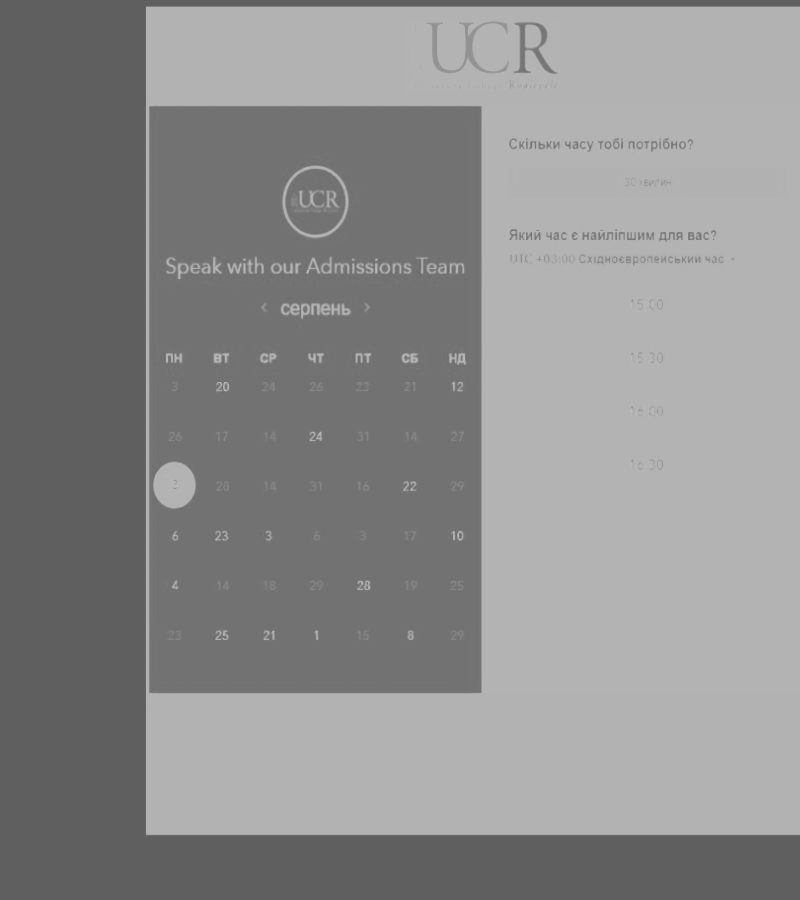 UCR
Roosevelt
UCR
Speak with our Admissions Team
‹ серпень ›
ПН ВТ СР ЧТ ПТ СБ НД
3 20 24 26 23 21 12
26 17 14 24 31 14 27
28 14 31 16 22 29
6 23 3 6 3 17 10
4 14 18 29 28 19 25
23 25 21 1 15 8 29
Скільки часу тобі потрібно?
30 хвилин
Який час є найліпшим для вас?
UTC +03:00 Східноєвропейський час
15:00
15:30
16:00
16:30